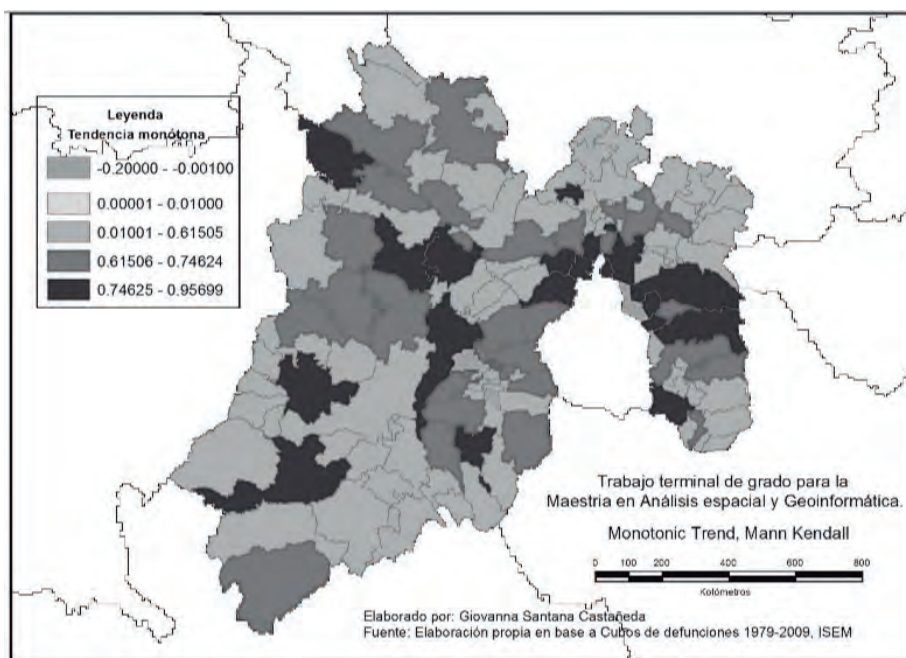 Leyenda
Tendencia monótona
-0.20000 - -0.00100
0.00001 - 0.01000
0.01001 - 0.61505
0.61506 - 0.74624
0.74625 - 0.95699
Trabajo terminal de grado para la
Maestria en Análisis espacial y Geoinformática.
Monotonic Trend, Mann Kendall
0 100 200 400 600 800
Kolómetros
Elaborado por: Giovanna Santana Castañeda
Fuente: Elaboración propia en base a Cubos de defunciones 1979-2009, ISEM